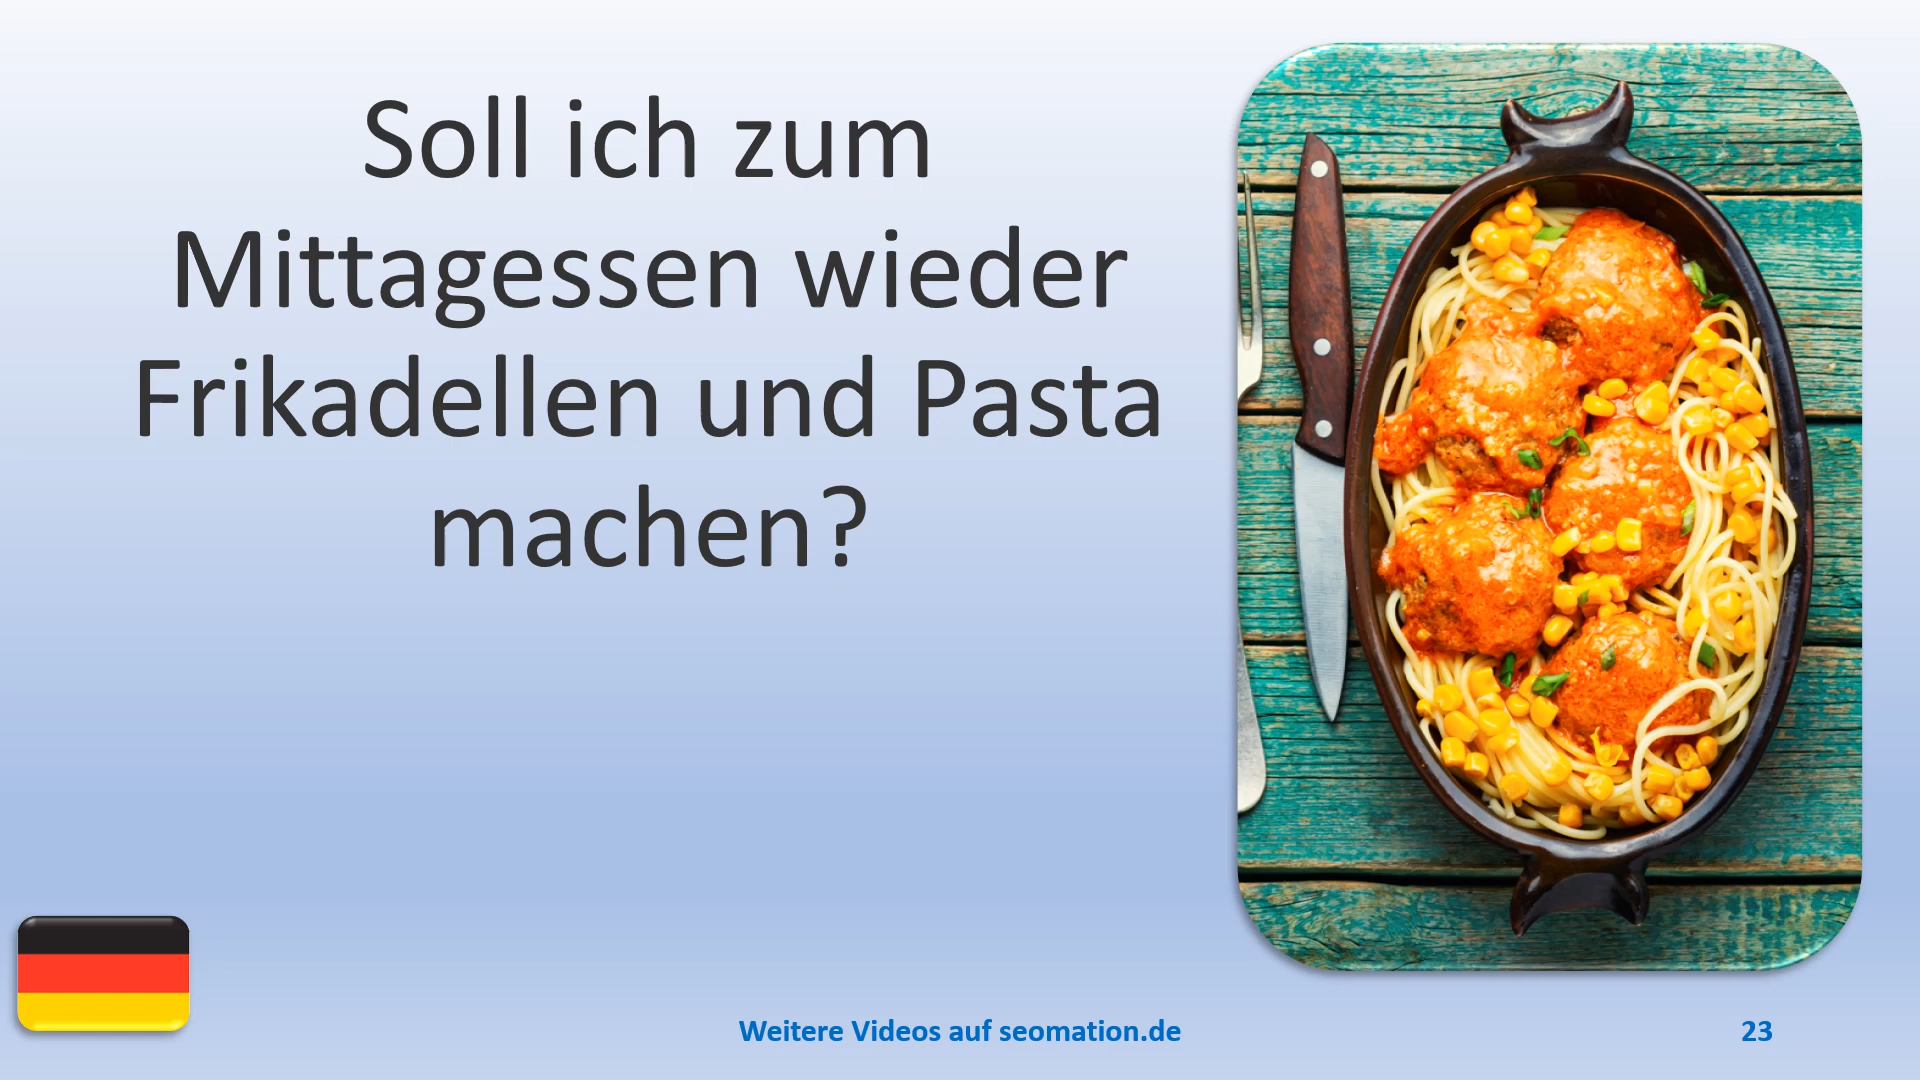 Soll ich zum
Mittagessen wieder
Frikadellen und Pasta
machen?
Weitere Videos auf seomation.de
23